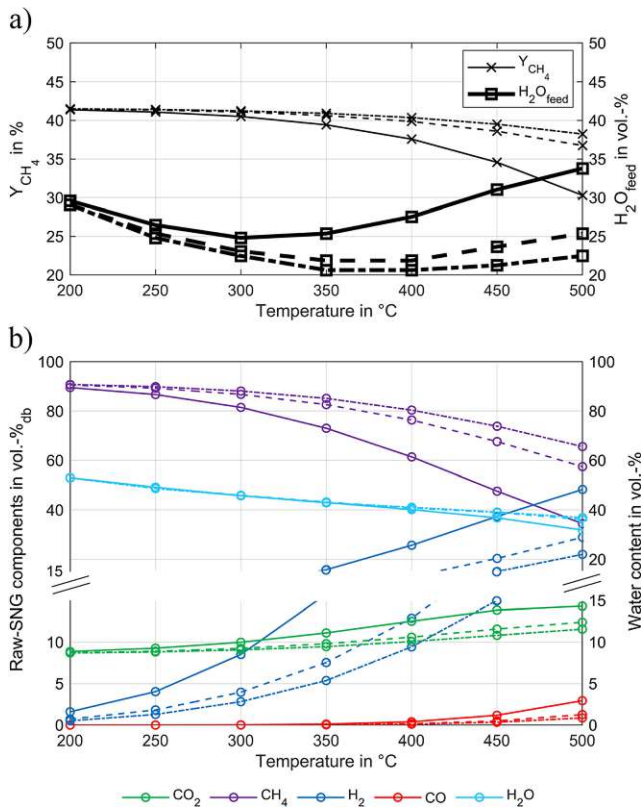 a)
50
45
40
35
30
25
20
Y_CH4 in %
Y_CH4
H2O_feed
50
45
40
35
30
25
20
H2O_feed in vol.-%
200 250 300 350 400 450 500
Temperature in °C
b)
100
80
60
40
15
10
5
0
Raw-SNG components in vol.-%_db
100
80
60
40
20
15
10
5
0
Water content in vol.-%
200 250 300 350 400 450 500
Temperature in °C
CO2 CH4 H2 CO H2O